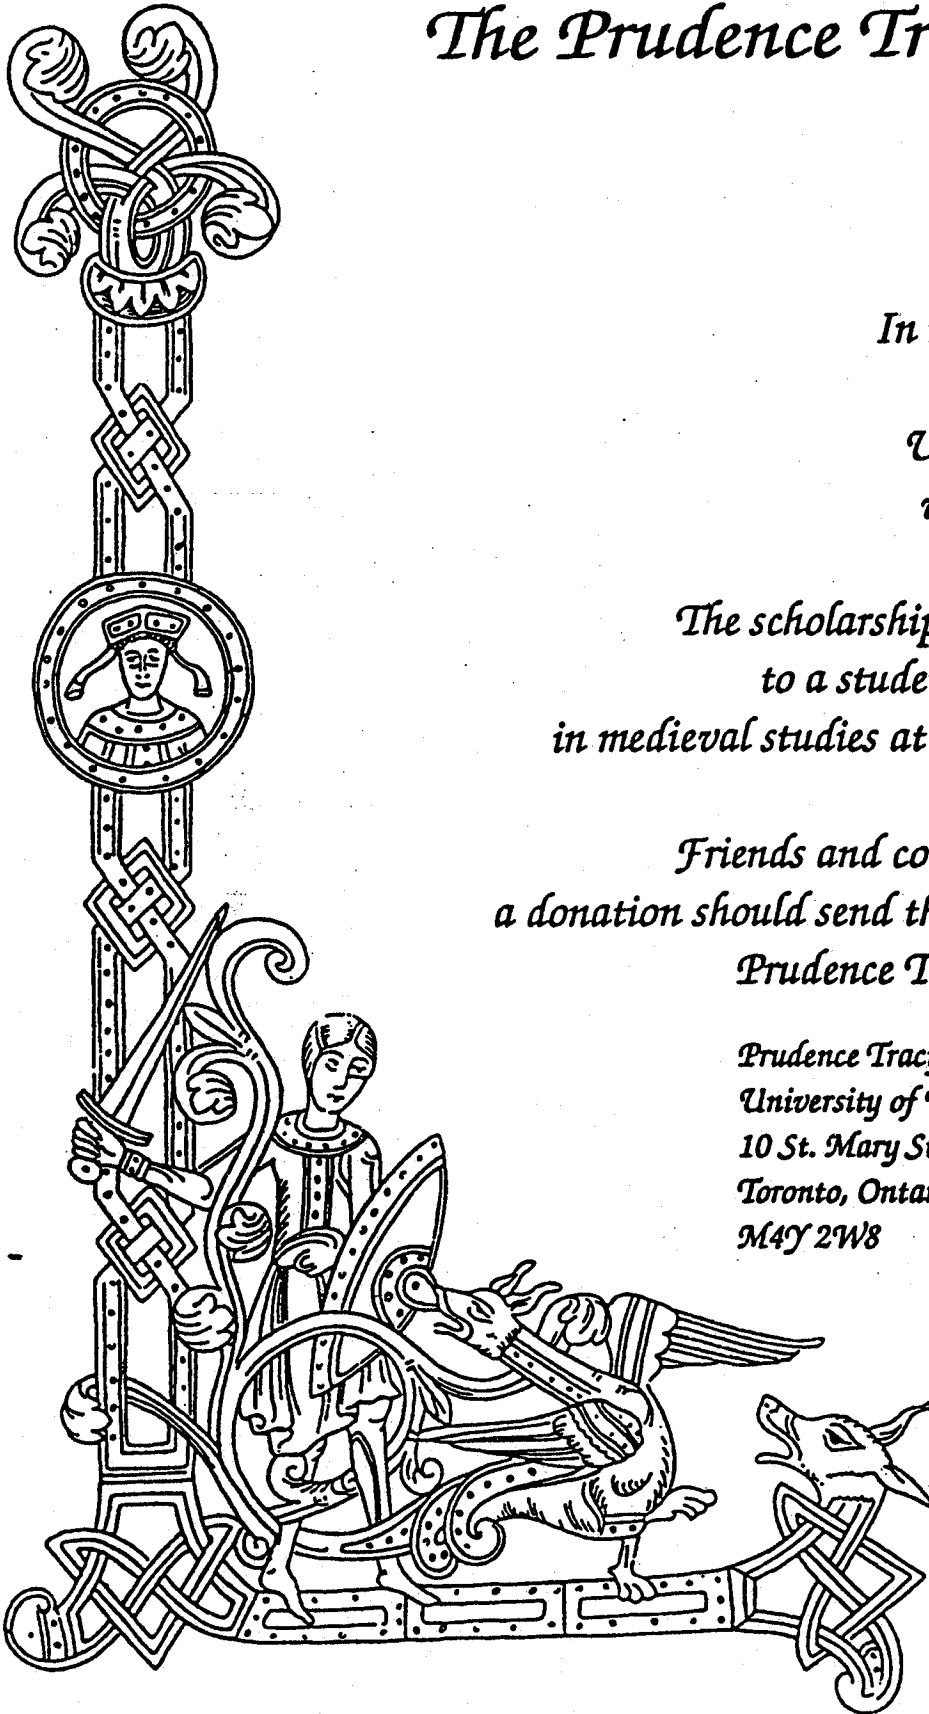 The Prudence Tr
In
The scholarship
to a stude
in medieval studies at
Friends and co
a donation should send th
Prudence T
Prudence Trac
University of
10 St. Mary St
Toronto, Onta
M4Y 2W8